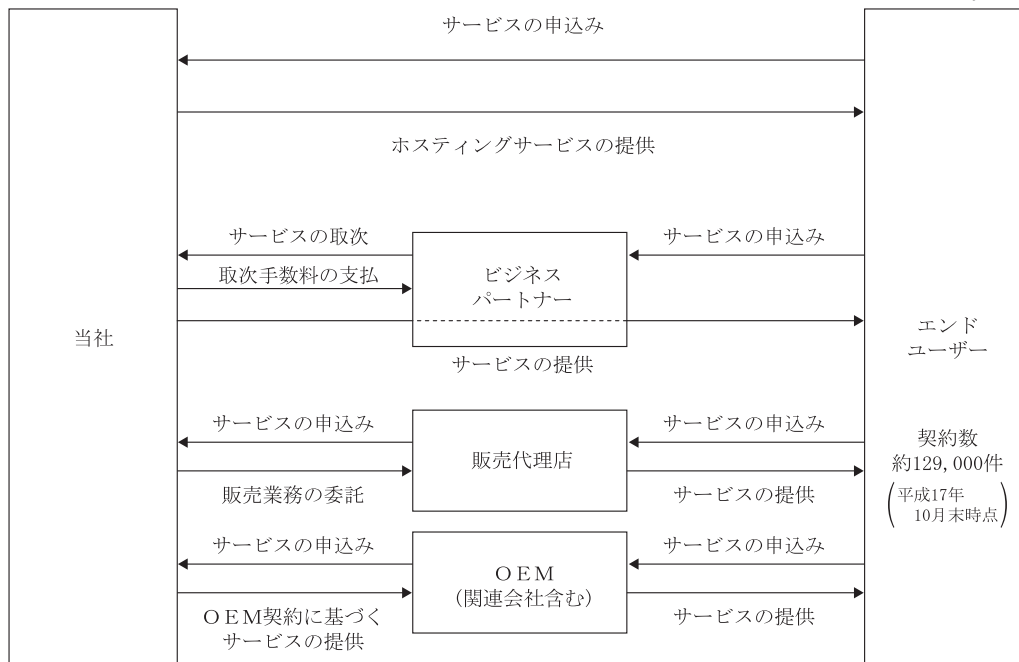 サービスの申込み
ホスティングサービスの提供
サービスの取次
サービスの申込み
取次手数料の支払
ビジネス
パートナー
サービスの提供
当社
エンド
ユーザー
契約数
約129,000件
(平成17年
10月末時点)
サービスの申込み
サービスの申込み
販売代理店
販売業務の委託
サービスの提供
サービスの申込み
サービスの申込み
ＯＥＭ
(関連会社含む)
ＯＥＭ契約に基づく
サービスの提供
サービスの提供